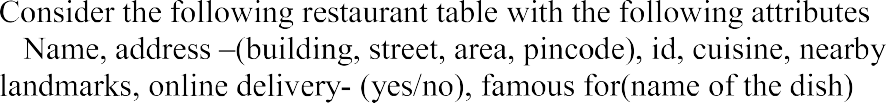 Consider the following restaurant table with the following attributes
Name, address –(building, street, area, pincode), id, cuisine, nearby
landmarks, online delivery- (yes/no), famous for(name of the dish)